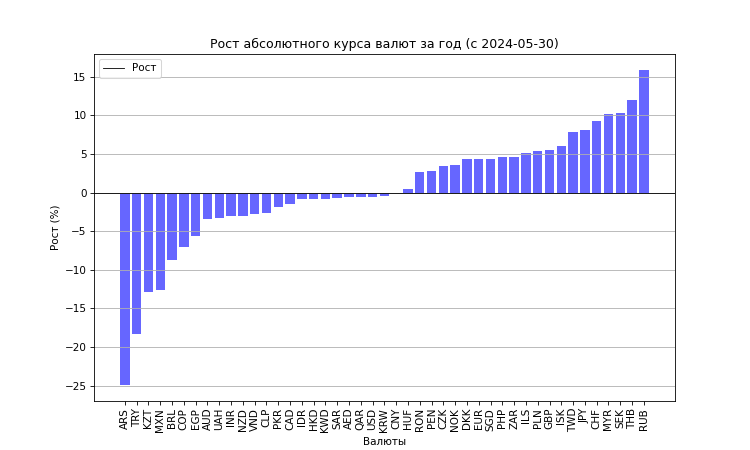 Рост абсолютного курса валют за год (с 2024-05-30)
Рост
15
10
5
0
−5
−10
−15
−20
−25
Рост (%)
ARS
TRY
KZT
MXN
BRL
COP
EGP
AUD
UAH
INR
NZD
VND
CLP
PKR
CAD
IDR
HKD
KWD
SAR
AED
QAR
USD
KRW
CNY
HUF
RON
PEN
CZK
NOK
DKK
EUR
SGD
PHP
ZAR
ILS
PLN
GBP
ISK
TWD
JPY
CHF
MYR
SEK
THB
RUB
Валюты